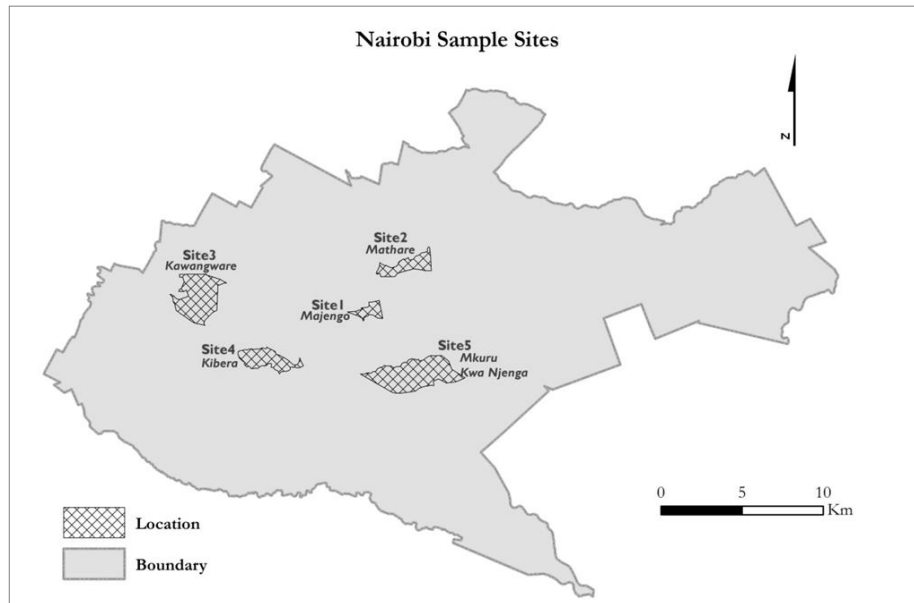 Nairobi Sample Sites
N
Site2
Mathare
Site3
Kawangware
Site1
Majengo
Site4
Kibera
Site5
Mkuru
Kwa Njenga
0 5 10
Km
Location
Boundary